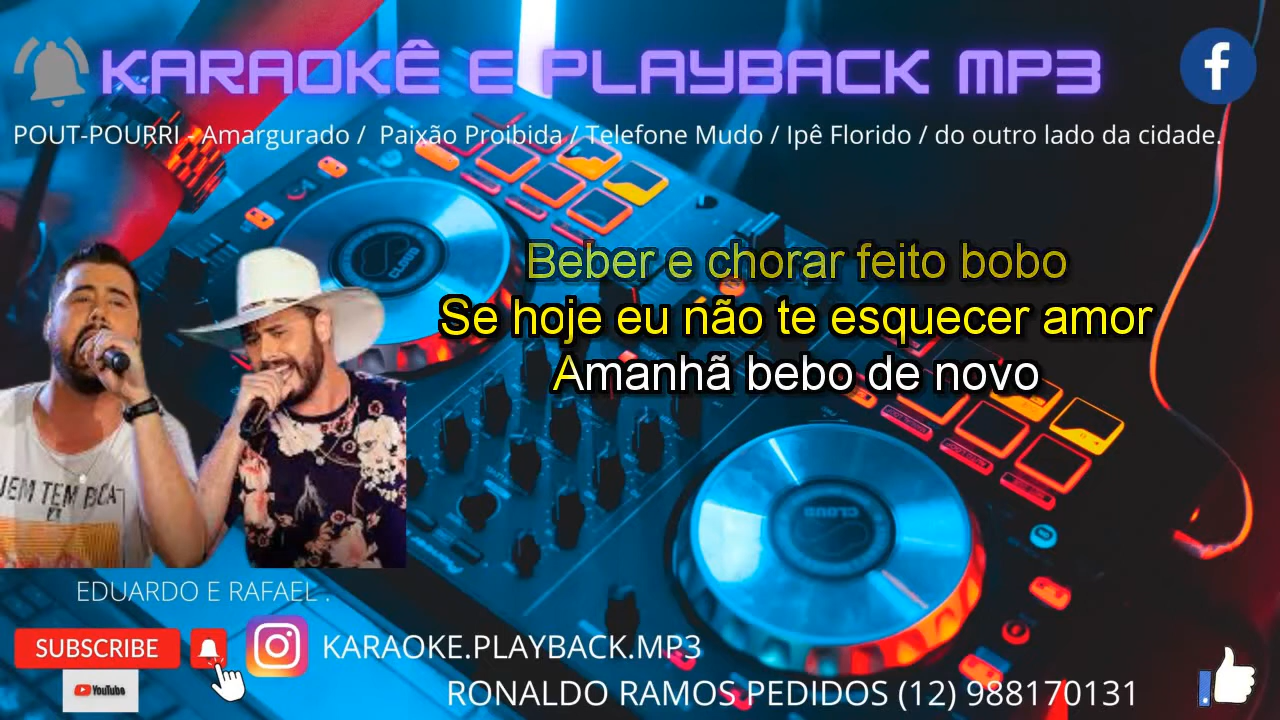 KARAOKÊ E PLAYBACK MP3
POUT-POURRI - Amargurado / Paixão Proibida / Telefone Mudo / Ipê Florido / do outro lado da cidade.
Beber e chorar feito bobo
Se hoje eu não te esquecer amor
Amanhã bebo de novo
CLOUD
CLOUD
EDUARDO E RAFAEL .
SUBSCRIBE
YouTube
KARAOKE.PLAYBACK.MP3
RONALDO RAMOS PEDIDOS (12) 988170131